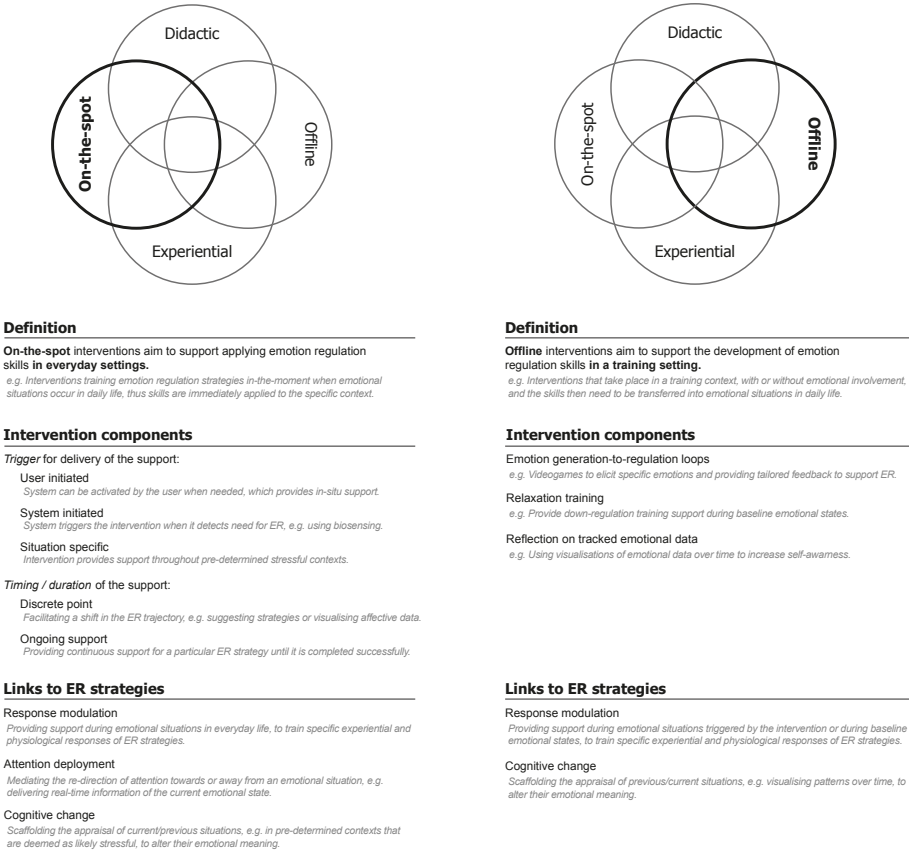 Didactic
On-the-spot
Offline
Experiential
Definition
On-the-spot interventions aim to support applying emotion regulation
skills in everyday settings.
e.g. Interventions training emotion regulation strategies in-the-moment when emotional
situations occur in daily life, thus skills are immediately applied to the specific context.
Intervention components
Trigger for delivery of the support:
User initiated
System can be activated by the user when needed, which provides in-situ support.
System initiated
System triggers the intervention when it detects need for ER, e.g. using biosensing.
Situation specific
Intervention provides support throughout pre-determined stressful contexts.
Timing / duration of the support:
Discrete point
Facilitating a shift in the ER trajectory, e.g. suggesting strategies or visualising affective data.
Ongoing support
Providing continuous support for a particular ER strategy until it is completed successfully.
Links to ER strategies
Response modulation
Providing support during emotional situations in everyday life, to train specific experiential and
physiological responses of ER strategies.
Attention deployment
Mediating the re-direction of attention towards or away from an emotional situation, e.g.
delivering real-time information of the current emotional state.
Cognitive change
Scaffolding the appraisal of current/previous situations, e.g. in pre-determined contexts that
are deemed as likely stressful, to alter their emotional meaning.
Didactic
On-the-spot
Offline
Experiential
Definition
Offline interventions aim to support the development of emotion
regulation skills in a training setting.
e.g. Interventions that take place in a training context, with or without emotional involvement,
and the skills then need to be transferred into emotional situations in daily life.
Intervention components
Emotion generation-to-regulation loops
e.g. Videogames to elicit specific emotions and providing tailored feedback to support ER.
Relaxation training
e.g. Provide down-regulation training support during baseline emotional states.
Reflection on tracked emotional data
e.g. Using visualisations of emotional data over time to increase self-awarness.
Links to ER strategies
Response modulation
Providing support during emotional situations triggered by the intervention or during baseline
emotional states, to train specific experiential and physiological responses of ER strategies.
Cognitive change
Scaffolding the appraisal of previous/current situations, e.g. visualising patterns over time, to
alter their emotional meaning.